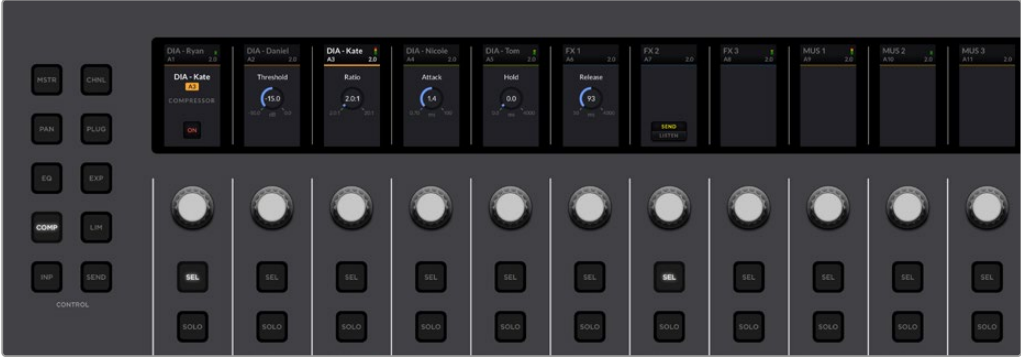 DIA - Ryan DIA - Daniel DIA - Kate DIA - Nicole DIA - Tom FX 1 FX 2 FX 3 MUS 1 MUS 2 MUS 3
A1 2.0 A2 2.0 A3 2.0 A4 2.0 A5 2.0 A6 2.0 A7 2.0 A8 2.0 A9 2.0 A10 2.0 A11 2.0
MSTR CHNL DIA - Kate Threshold Ratio Attack Hold Release
A3
COMPRESSOR -15.0 2.0:1 1.4 0.0 93
dB ms ms ms
PAN PLUG ON SEND
LISTEN
EQ EXP
COMP LIM
INP SEND SEL SEL SEL SEL SEL SEL SEL SEL SEL SEL SEL
CONTROL
SOLO SOLO SOLO SOLO SOLO SOLO SOLO SOLO SOLO SOLO SOLO